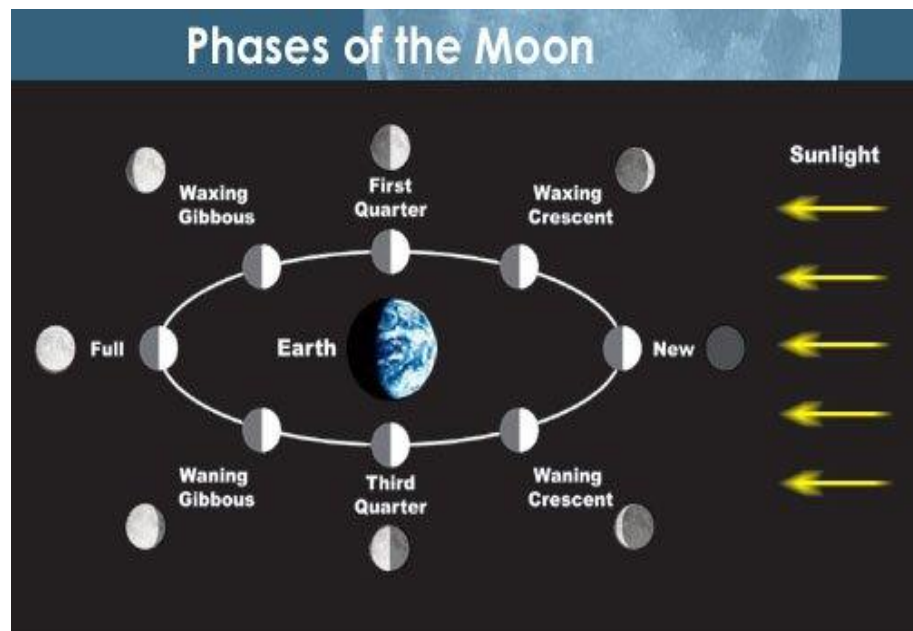 Phases of the Moon
Sunlight
Waxing
Gibbous
First
Quarter
Waxing
Crescent
Full
Earth
New
Waning
Gibbous
Third
Quarter
Waning
Crescent